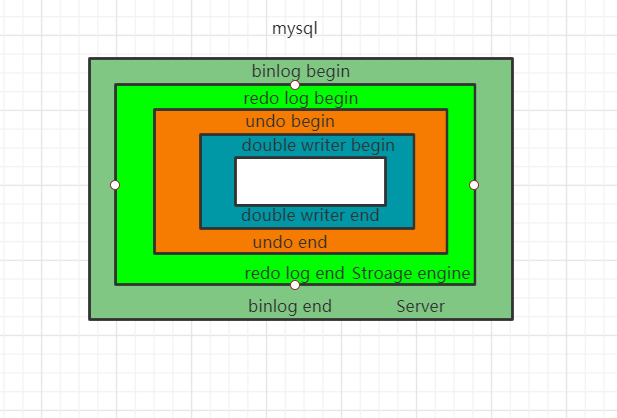 mysql
binlog begin
redo log begin
undo begin
double writer begin
double writer end
undo end
redo log end Stroage engine
binlog end Server